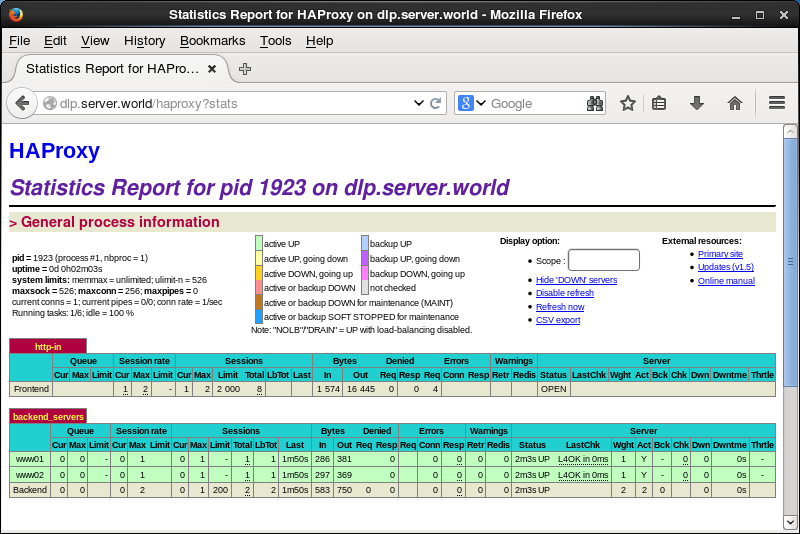 Statistics Report for HAProxy on dlp.server.world - Mozilla Firefox
File Edit View History Bookmarks Tools Help
Statistics Report for HAPro...
dlp.server.world/haproxy?stats
Google
HAProxy
Statistics Report for pid 1923 on dlp.server.world
> General process information
pid = 1923 (process #1, nbproc = 1)
uptime = 0d 0h02m03s
system limits: memmax = unlimited; ulimit-n = 526
maxsock = 526; maxconn = 256; maxpipes = 0
current conns = 1; current pipes = 0/0; conn rate = 1/sec
Running tasks: 1/6; idle = 100 %
active UP backup UP
active UP, going down backup UP, going down
active DOWN, going up backup DOWN, going up
active or backup DOWN not checked
active or backup DOWN for maintenance (MAINT)
active or backup SOFT STOPPED for maintenance
Note: "NOLB"/"DRAIN" = UP with load-balancing disabled.
Display option:
Scope :
Hide 'DOWN' servers
Disable refresh
Refresh now
CSV export
External resources:
Primary site
Updates (v1.5)
Online manual
http-in
Queue Session rate Sessions Bytes Denied Errors Warnings Server
Cur Max Limit Cur Max Limit Cur Max Limit Total LbTot Last In Out Req Resp Req Conn Resp Retr Redis Status LastChk Wght Act Bck Chk Dwn Dwntme Thrtle
Frontend 1 2 - 1 2 2 000 8 1 574 16 445 0 0 4 OPEN
backend_servers
Queue Session rate Sessions Bytes Denied Errors Warnings Server
Cur Max Limit Cur Max Limit Cur Max Limit Total LbTot Last In Out Req Resp Req Conn Resp Retr Redis Status LastChk Wght Act Bck Chk Dwn Dwntme Thrtle
www01 0 0 - 0 1 0 1 - 1 1 1m50s 286 381 0 0 0 0 0 2m3s UP L4OK in 0ms 1 Y - 0 0 0s -
www02 0 0 - 0 1 0 1 - 1 1 1m50s 297 369 0 0 0 0 0 2m3s UP L4OK in 0ms 1 Y - 0 0 0s -
Backend 0 0 0 2 0 1 200 2 2 1m50s 583 750 0 0 0 0 0 0 2m3s UP 2 2 0 0 0s